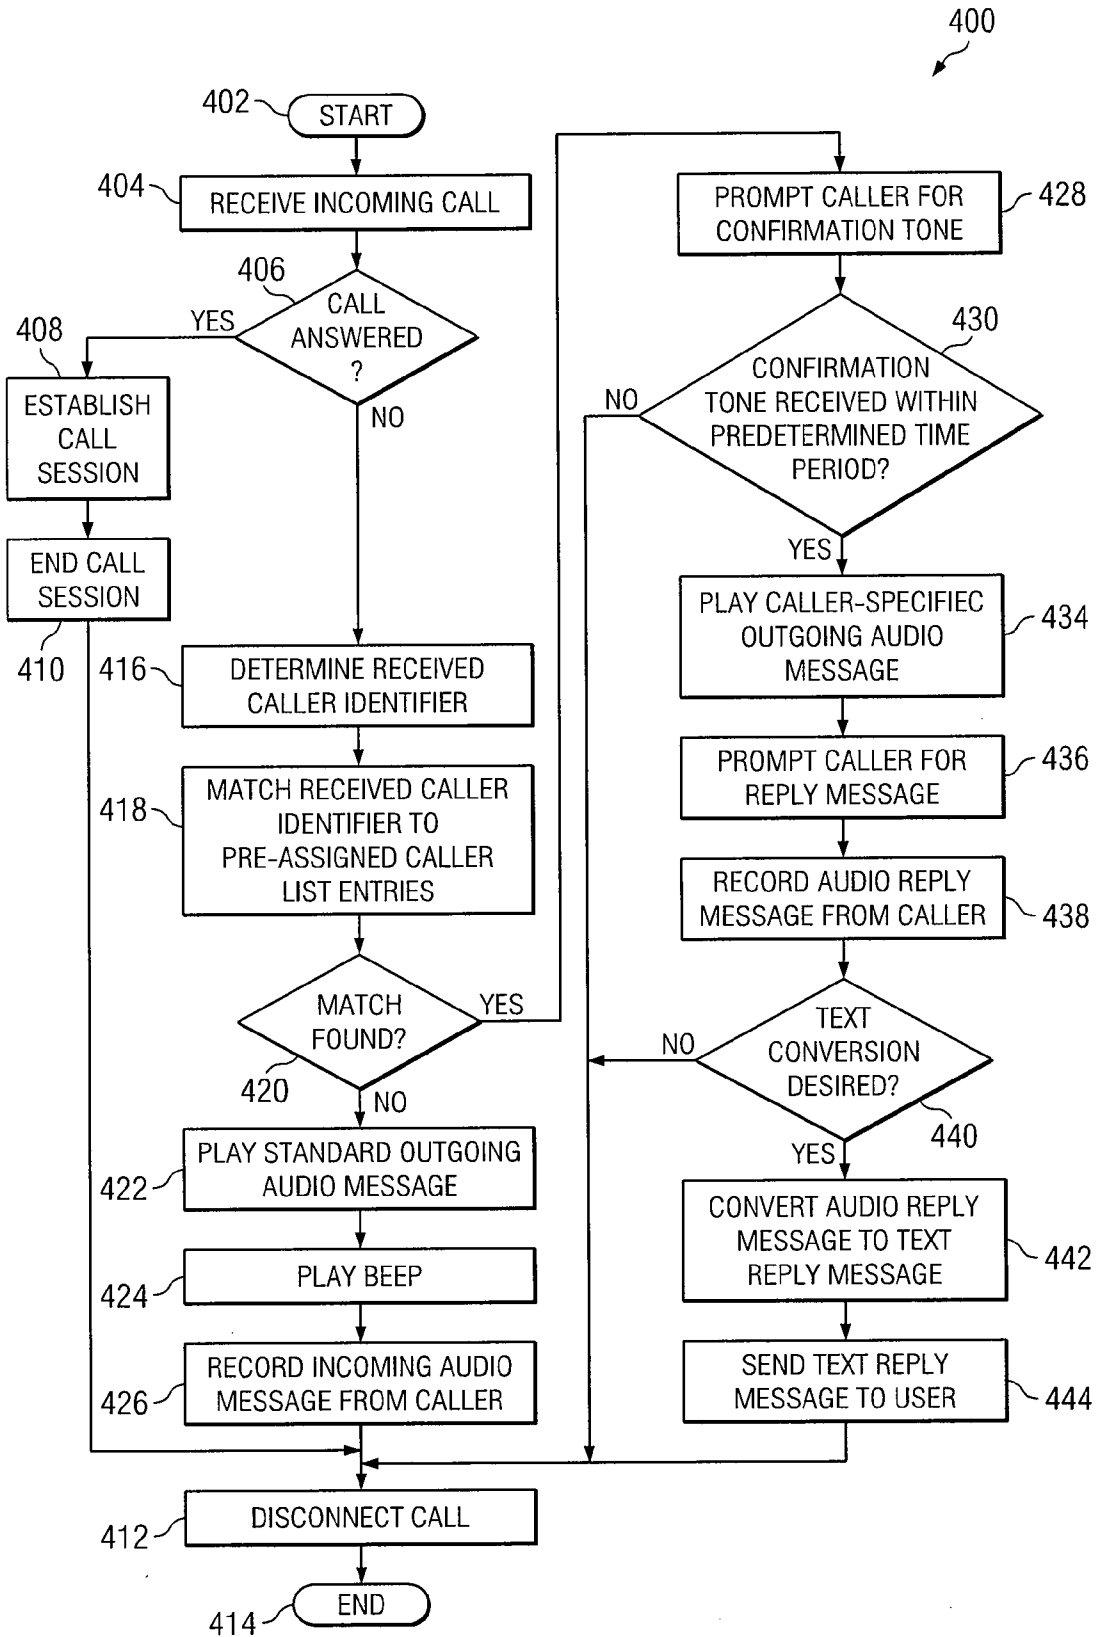 400
402
START
404
RECEIVE INCOMING CALL
406
CALL
ANSWERED
?
YES
NO
408
ESTABLISH
CALL
SESSION
END CALL
SESSION
410
416
DETERMINE RECEIVED
CALLER IDENTIFIER
418
MATCH RECEIVED CALLER
IDENTIFIER TO
PRE-ASSIGNED CALLER
LIST ENTRIES
MATCH
FOUND?
YES
420
NO
PLAY STANDARD OUTGOING
AUDIO MESSAGE
422
PLAY BEEP
424
RECORD INCOMING AUDIO
MESSAGE FROM CALLER
426
DISCONNECT CALL
412
END
414
PROMPT CALLER FOR
CONFIRMATION TONE
428
430
CONFIRMATION
TONE RECEIVED WITHIN
PREDETERMINED TIME
PERIOD?
NO
YES
PLAY CALLER-SPECIFIEC
OUTGOING AUDIO
MESSAGE
434
PROMPT CALLER FOR
REPLY MESSAGE
436
RECORD AUDIO REPLY
MESSAGE FROM CALLER
438
TEXT
CONVERSION
DESIRED?
NO
440
YES
CONVERT AUDIO REPLY
MESSAGE TO TEXT
REPLY MESSAGE
442
SEND TEXT REPLY
MESSAGE TO USER
444